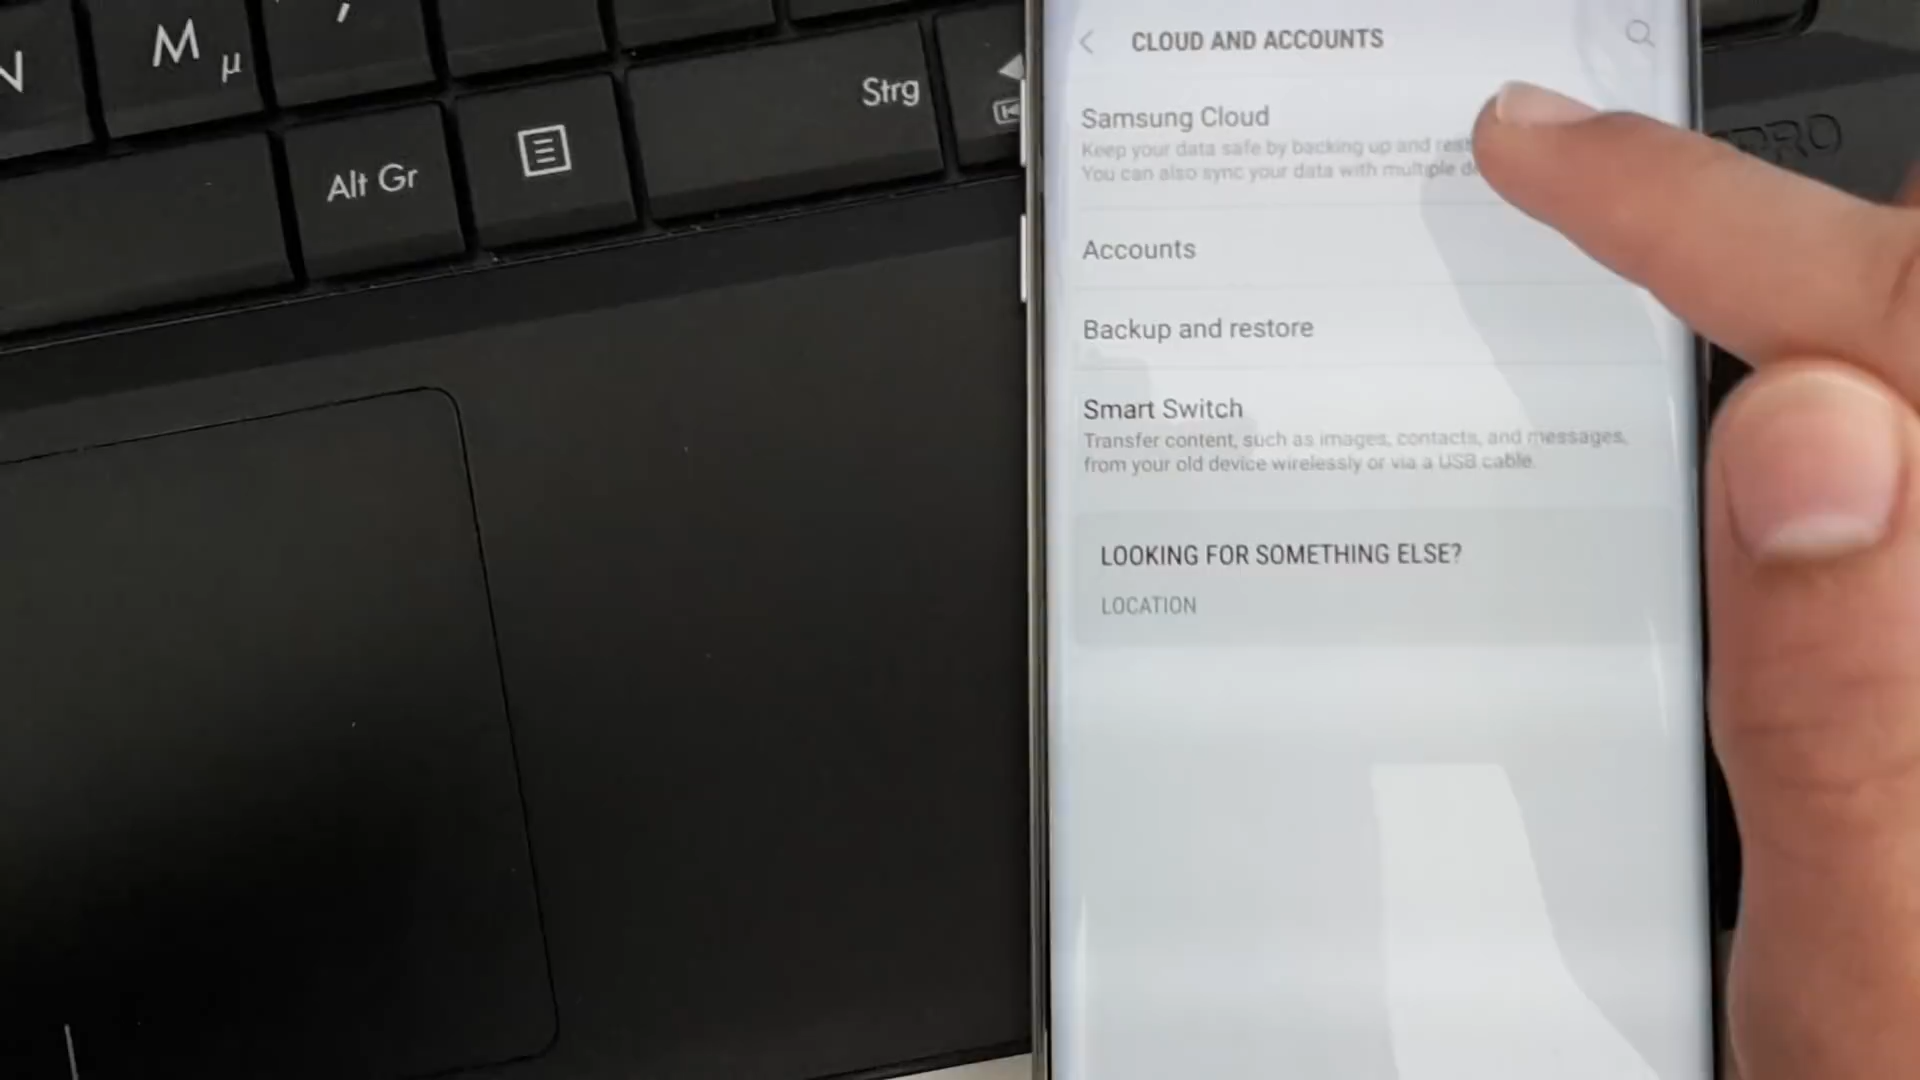 N
M
µ
Alt Gr
Strg
CLOUD AND ACCOUNTS
Samsung Cloud
Keep your data safe by backing up and
You can also sync your data with multiple
Accounts
Backup and restore
Smart Switch
Transfer content, such as images, contacts, and messages,
from your old device wirelessly or via a USB cable.
LOOKING FOR SOMETHING ELSE?
LOCATION
PRO